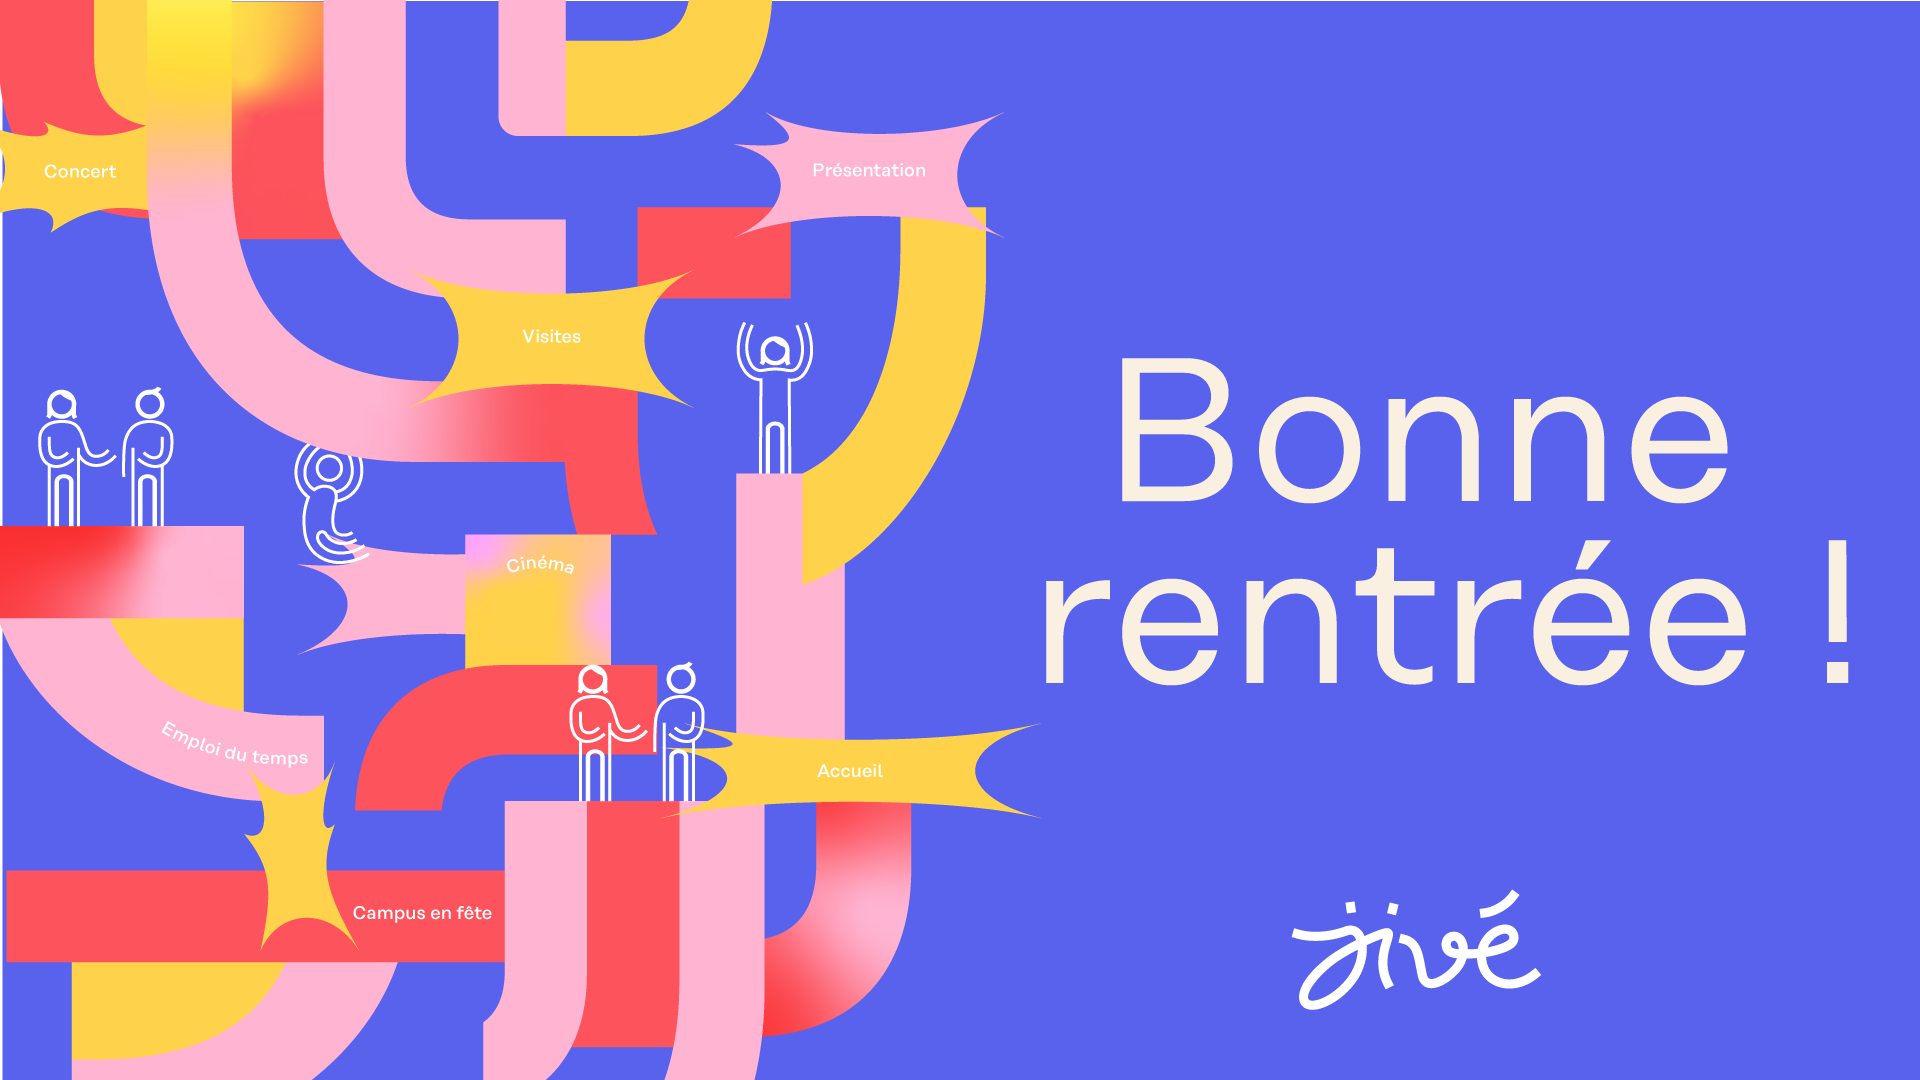 Concert
Présentation
Visites
Cinéma
Emploi du temps
Accueil
Campus en fête
Bonne
rentrée !
jivé